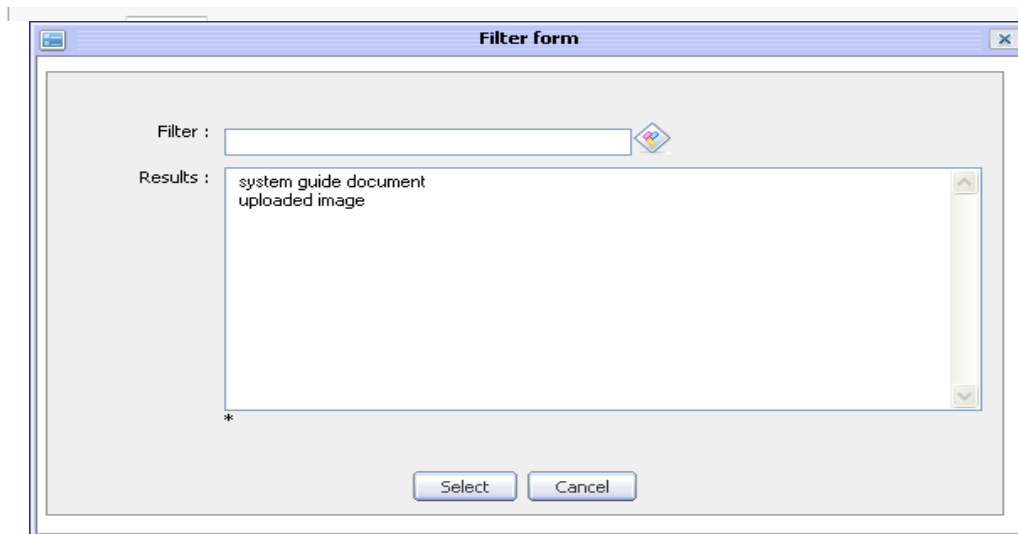 Filter form
Filter :
Results :
system guide document
uploaded image
*
Select
Cancel